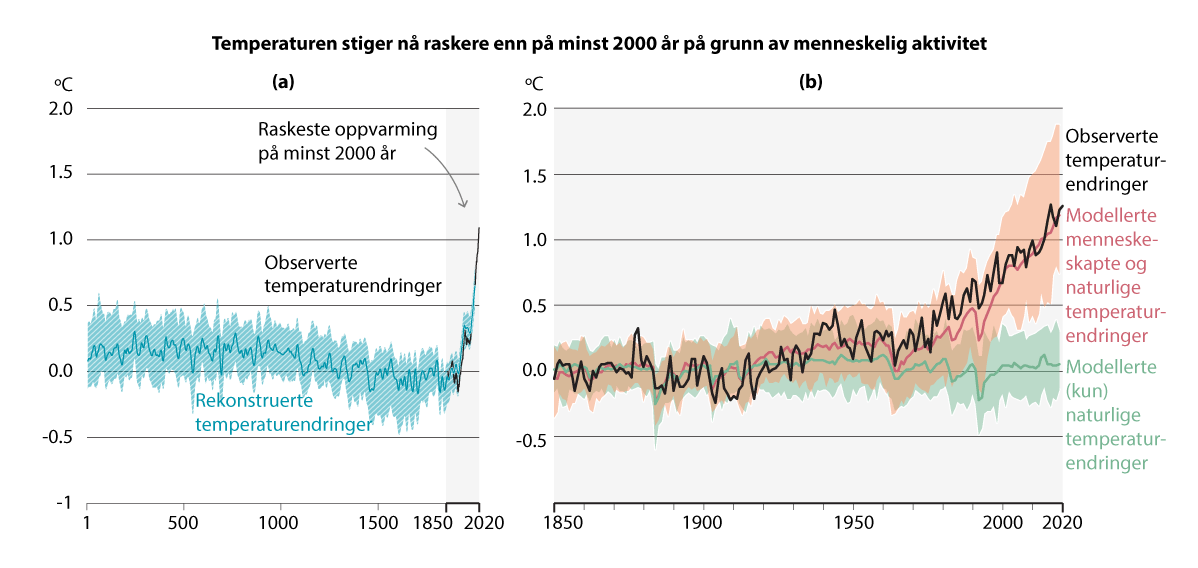 Temperaturen stiger nå raskere enn på minst 2000 år på grunn av menneskelig aktivitet
(a)
ºC
2.0
1.5
1.0
0.5
0.0
-0.5
-1
Raskeste oppvarming
på minst 2000 år
Observerte
temperaturendringer
Rekonstruerte
temperaturendringer
1
500
1000
1500
1850
2020
(b)
ºC
2.0
1.5
1.0
0.5
0.0
-0.5
1850
1900
1950
2000
2020
Observerte
temperatur-
endringer
Modellerte
menneske-
skapte og
naturlige
temperatur-
endringer
Modellerte
(kun)
naturlige
temperatur-
endringer